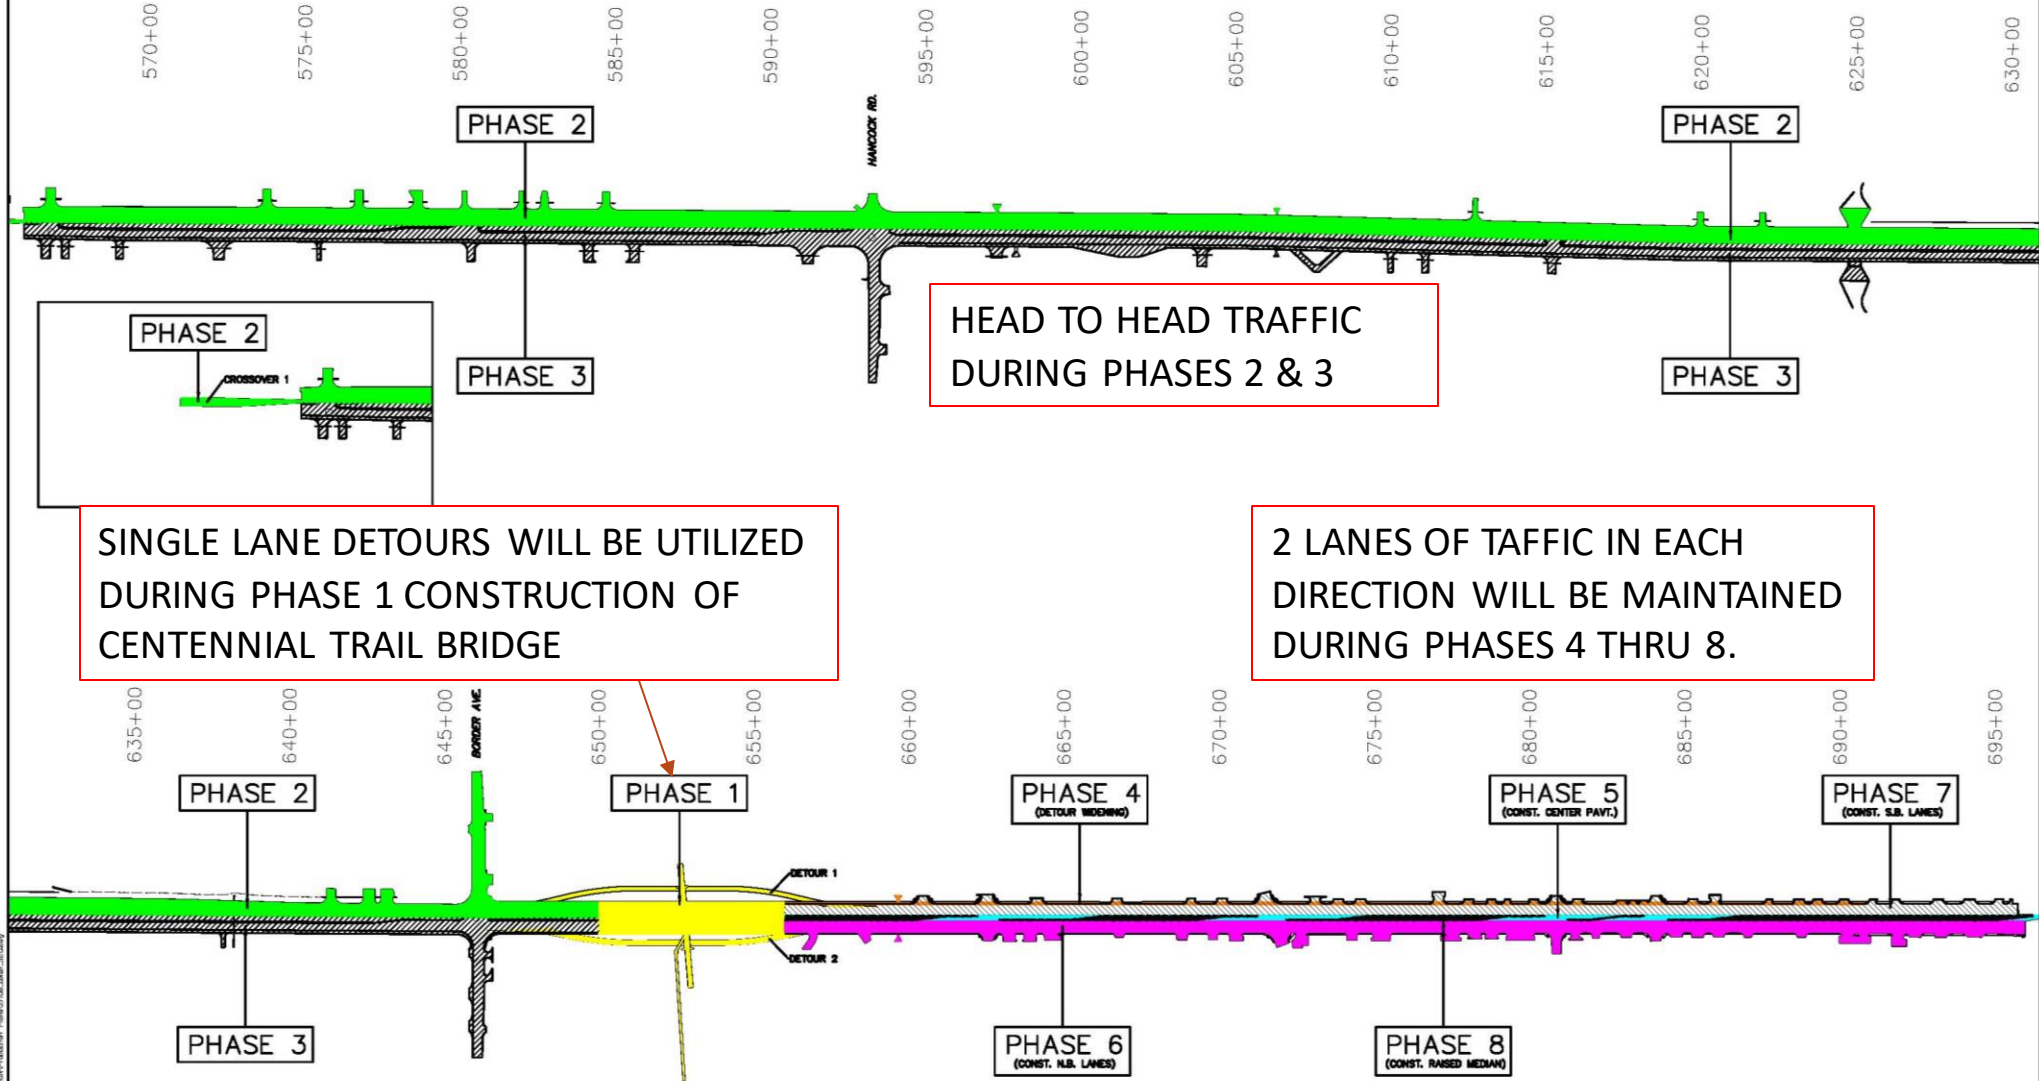 570+00
575+00
580+00
585+00
590+00
595+00
600+00
605+00
610+00
615+00
620+00
625+00
630+00
PHASE 2
HANCOCK RD.
PHASE 2
PHASE 2
CROSSOVER 1
PHASE 3
HEAD TO HEAD TRAFFIC
DURING PHASES 2 & 3
PHASE 3
SINGLE LANE DETOURS WILL BE UTILIZED
DURING PHASE 1 CONSTRUCTION OF
CENTENNIAL TRAIL BRIDGE
2 LANES OF TAFFIC IN EACH
DIRECTION WILL BE MAINTAINED
DURING PHASES 4 THRU 8.
635+00
640+00
645+00
BORDER AVE.
650+00
655+00
660+00
665+00
670+00
675+00
680+00
685+00
690+00
695+00
PHASE 2
PHASE 1
PHASE 4
(DETOUR WIDENING)
PHASE 5
(CONST. CENTER PAVT.)
PHASE 7
(CONST. S.B. LANES)
DETOUR 1
DETOUR 2
PHASE 3
PHASE 6
(CONST. N.B. LANES)
PHASE 8
(CONST. RAISED MEDIAN)